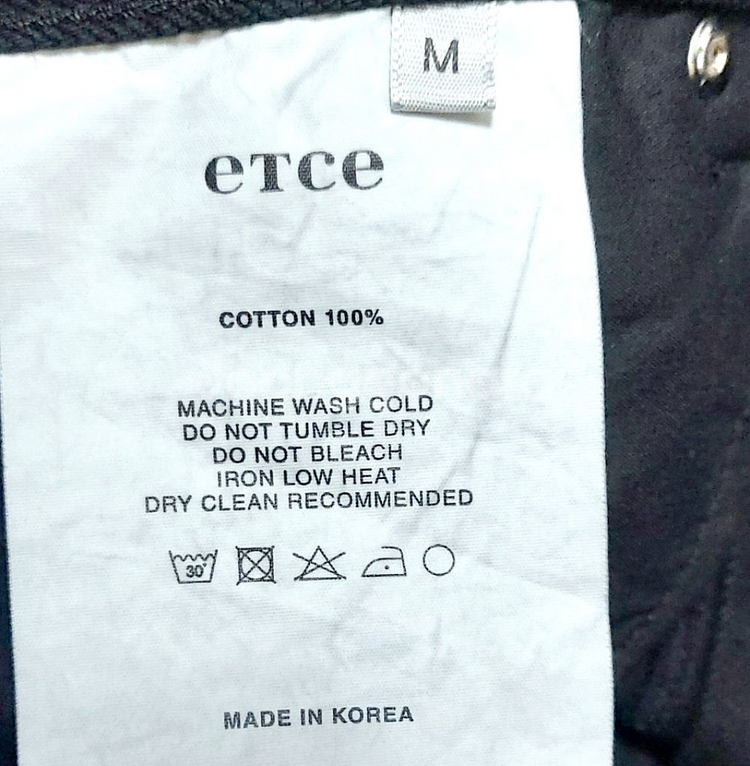 M
eTce
COTTON 100%
MACHINE WASH COLD
DO NOT TUMBLE DRY
DO NOT BLEACH
IRON LOW HEAT
DRY CLEAN RECOMMENDED
30°
MADE IN KOREA